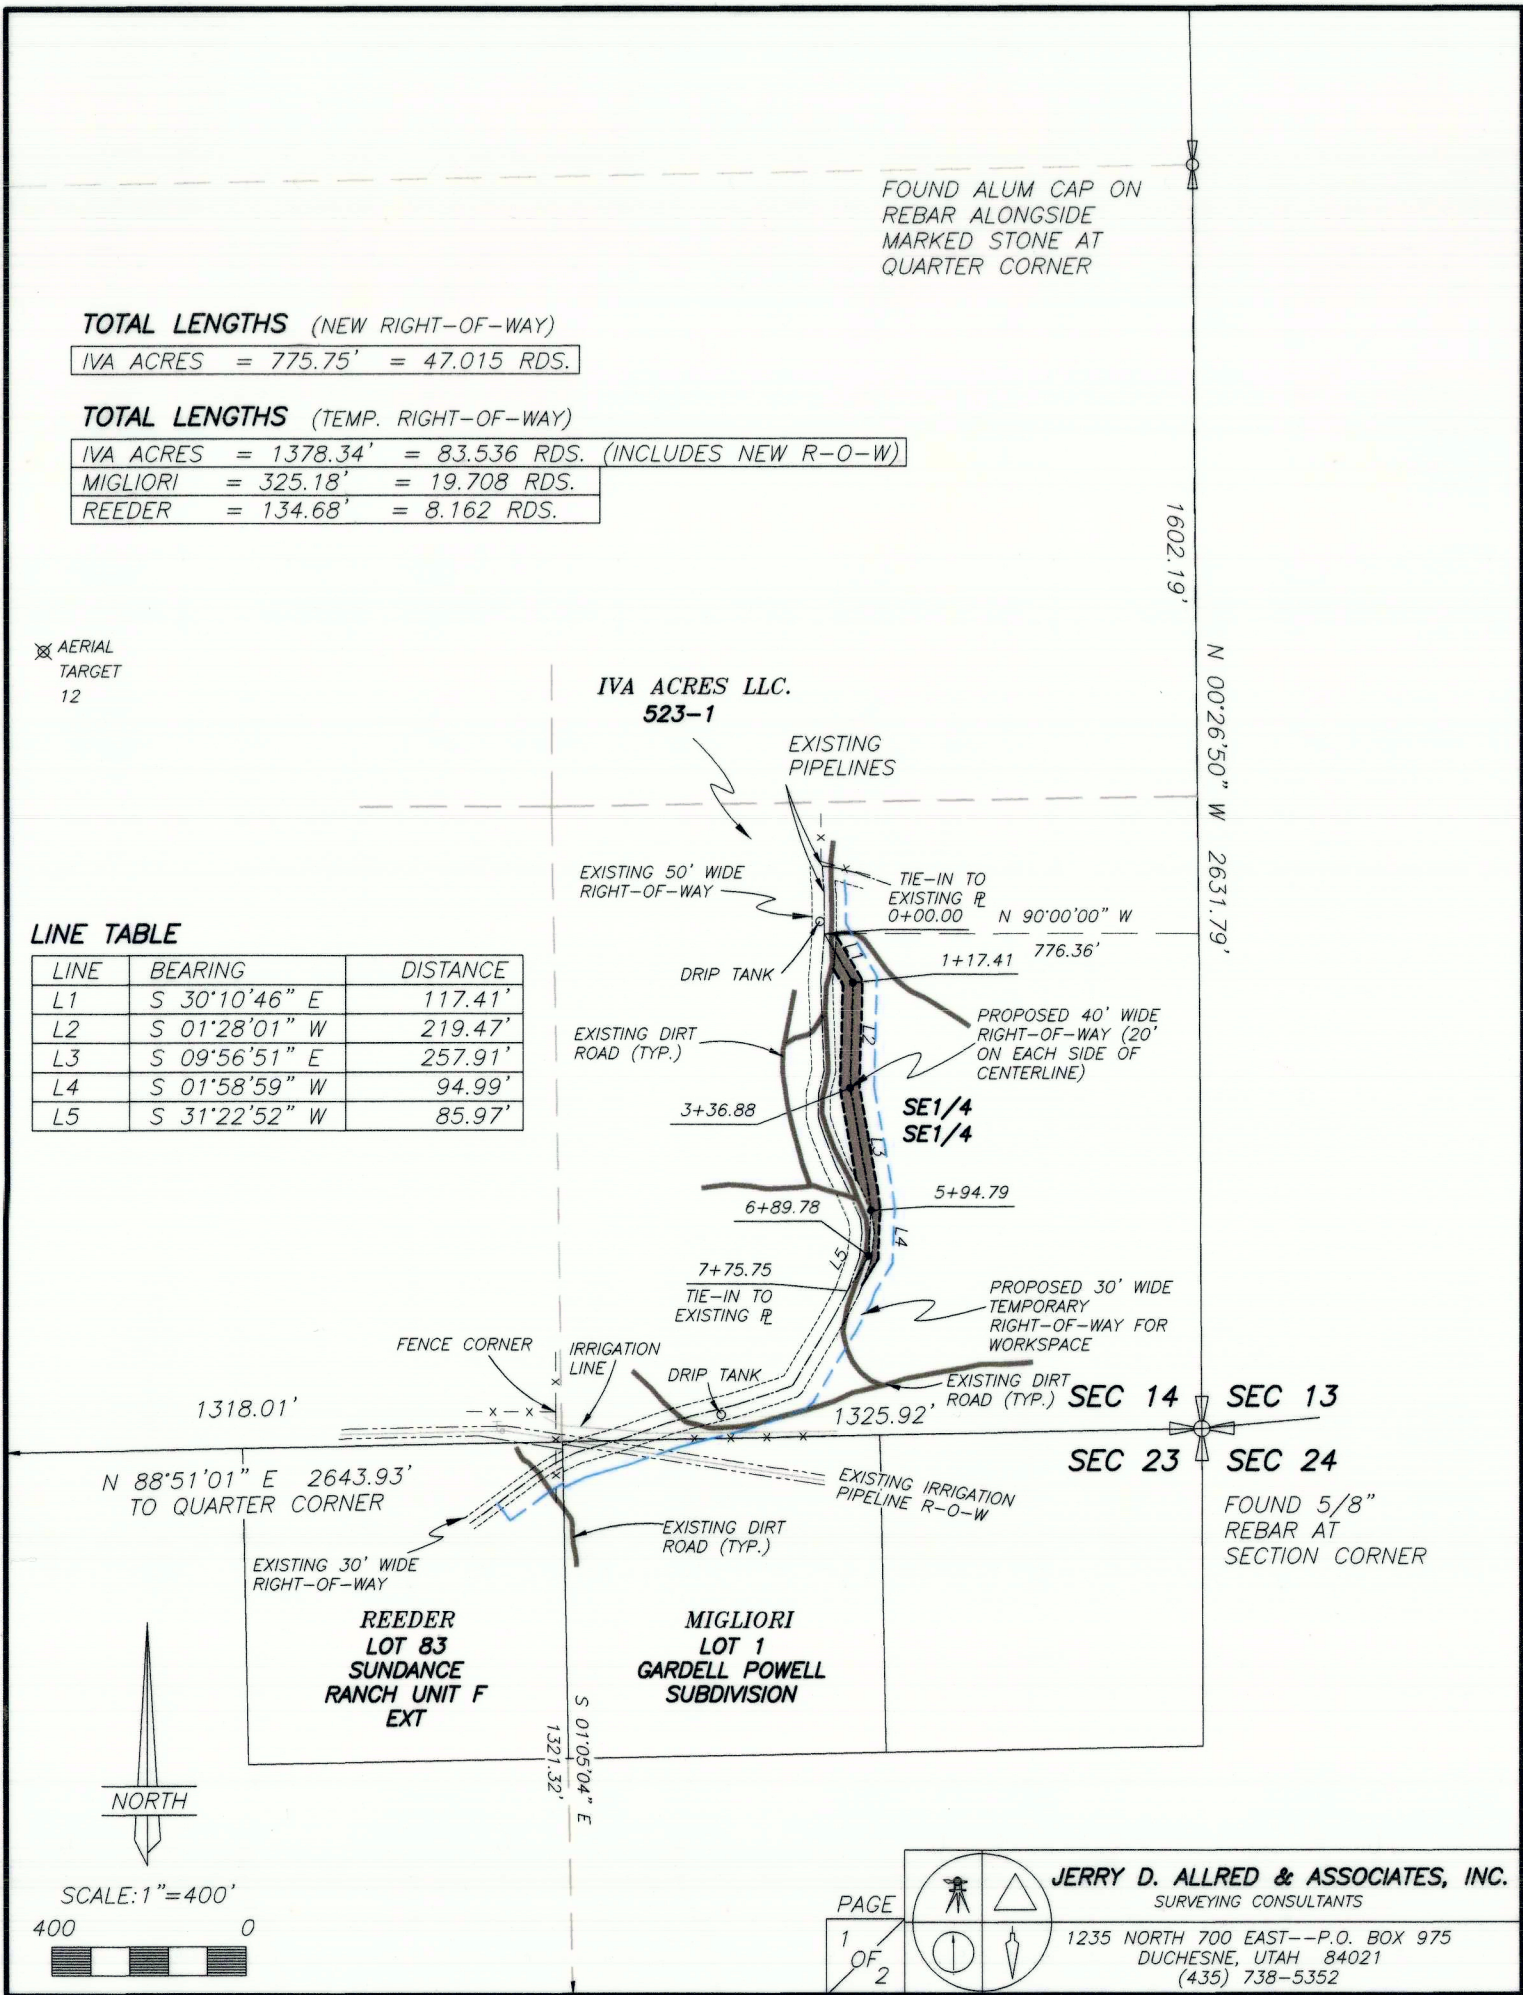 FOUND ALUM CAP ON
REBAR ALONGSIDE
MARKED STONE AT
QUARTER CORNER
TOTAL LENGTHS (NEW RIGHT-OF-WAY)
IVA ACRES = 775.75' = 47.015 RDS.
TOTAL LENGTHS (TEMP. RIGHT-OF-WAY)
IVA ACRES = 1378.34' = 83.536 RDS. (INCLUDES NEW R-O-W)
MIGLIORI = 325.18' = 19.708 RDS.
REEDER = 134.68' = 8.162 RDS.
1602.19'
N 00°26'50" W 2631.79'
AERIAL
TARGET
12
IVA ACRES LLC.
523-1
EXISTING
PIPELINES
EXISTING 50' WIDE
RIGHT-OF-WAY
TIE-IN TO
EXISTING PL
0+00.00
N 90°00'00" W
776.36'
DRIP TANK
1+17.41
LINE TABLE
LINE BEARING DISTANCE
L1 S 30°10'46" E 117.41'
L2 S 01°28'01" W 219.47'
L3 S 09°56'51" E 257.91'
L4 S 01°58'59" W 94.99'
L5 S 31°22'52" W 85.97'
L1
L2
L3
L4
L5
EXISTING DIRT
ROAD (TYP.)
PROPOSED 40' WIDE
RIGHT-OF-WAY (20'
ON EACH SIDE OF
CENTERLINE)
3+36.88
SE1/4
SE1/4
5+94.79
6+89.78
7+75.75
TIE-IN TO
EXISTING PL
PROPOSED 30' WIDE
TEMPORARY
RIGHT-OF-WAY FOR
WORKSPACE
FENCE CORNER
IRRIGATION
LINE
DRIP TANK
EXISTING DIRT
ROAD (TYP.)
1318.01'
1325.92'
SEC 14 SEC 13
SEC 23 SEC 24
N 88°51'01" E 2643.93'
TO QUARTER CORNER
EXISTING IRRIGATION
PIPELINE R-O-W
FOUND 5/8"
REBAR AT
SECTION CORNER
EXISTING DIRT
ROAD (TYP.)
EXISTING 30' WIDE
RIGHT-OF-WAY
REEDER
LOT 83
SUNDANCE
RANCH UNIT F
EXT
MIGLIORI
LOT 1
GARDELL POWELL
SUBDIVISION
S 01°05'04" E
1321.32'
NORTH
SCALE: 1"=400'
400 0
PAGE
1
OF
2
JERRY D. ALLRED & ASSOCIATES, INC.
SURVEYING CONSULTANTS
1235 NORTH 700 EAST--P.O. BOX 975
DUCHESNE, UTAH 84021
(435) 738-5352